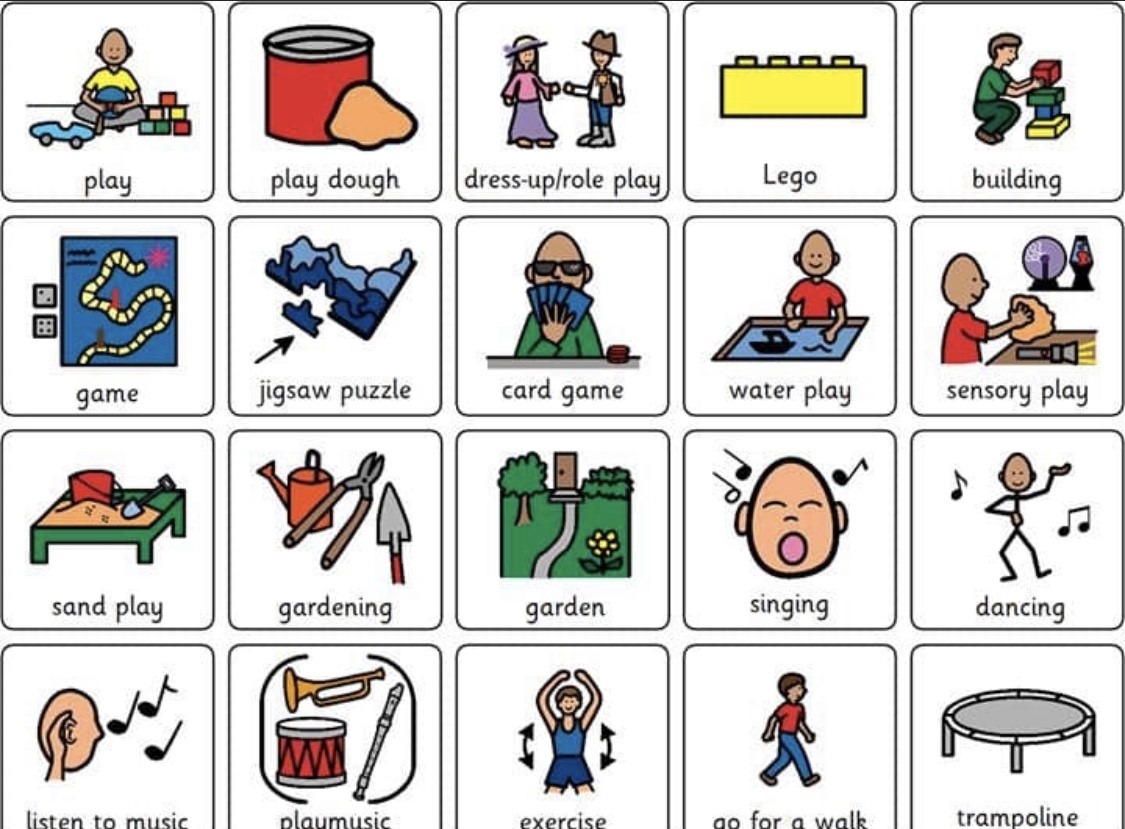 play
play dough
dress-up/role play
Lego
building
game
jigsaw puzzle
card game
water play
sensory play
sand play
gardening
garden
singing
dancing
listen to music
playmusic
exercise
go for a walk
trampoline